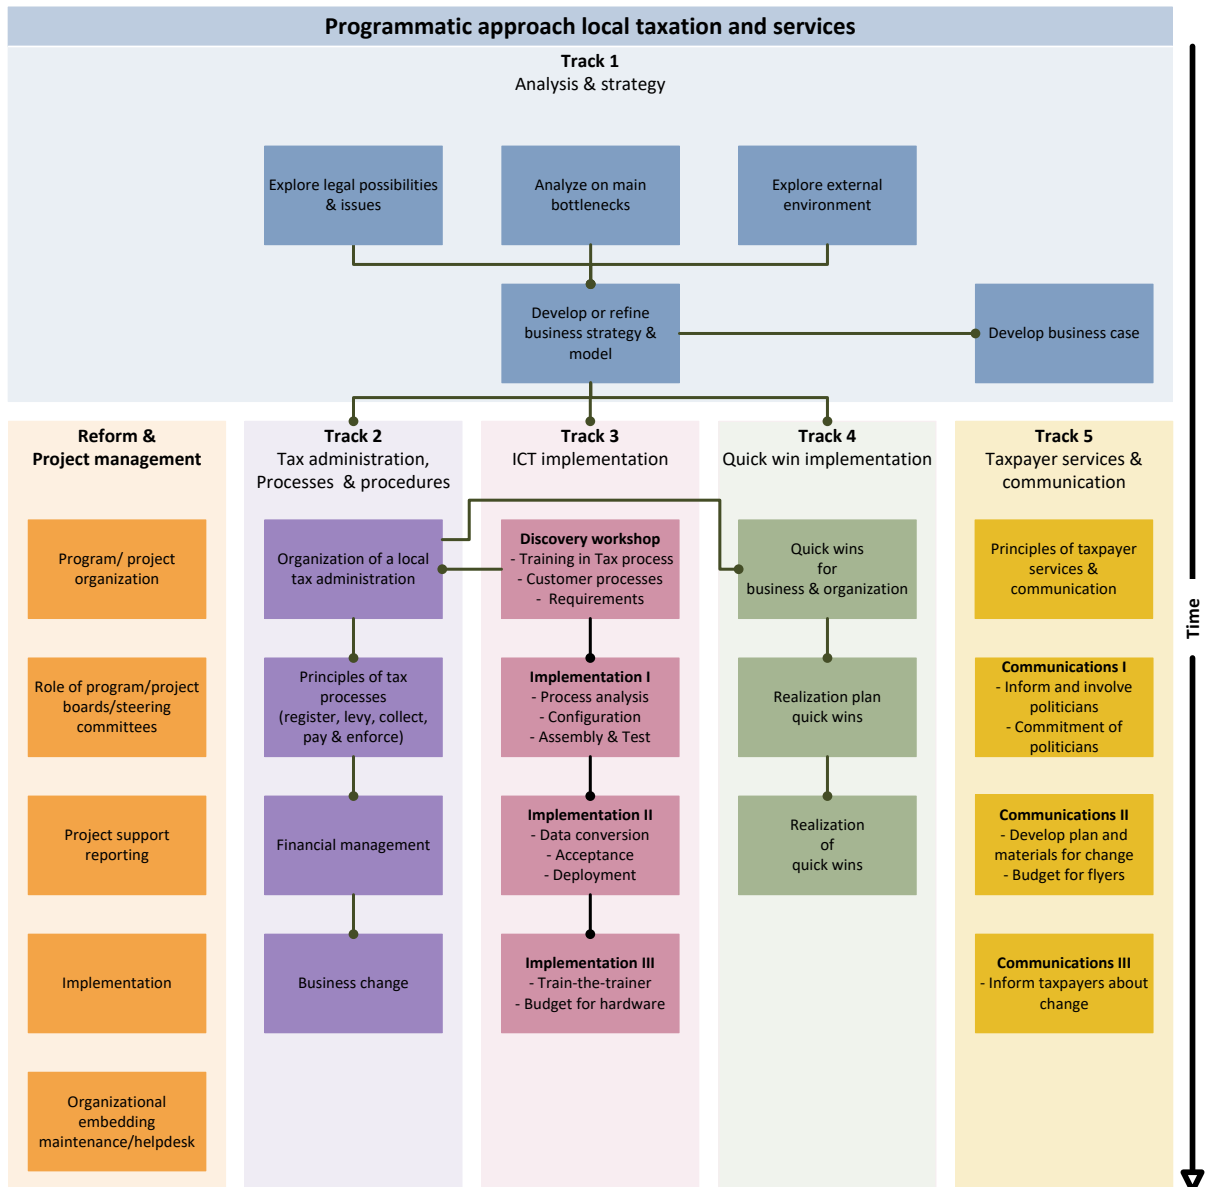 Programmatic approach local taxation and services
Track 1
Analysis & strategy
Explore legal possibilities
& issues
Analyze on main
bottlenecks
Explore external
environment
Develop or refine
business strategy &
model
Develop business case
Reform &
Project management
Program/ project
organization
Role of program/project
boards/steering
committees
Project support
reporting
Implementation
Organizational
embedding
maintenance/helpdesk
Track 2
Tax administration,
Processes & procedures
Organization of a local
tax administration
Principles of tax
processes
(register, levy, collect,
pay & enforce)
Financial management
Business change
Track 3
ICT implementation
Discovery workshop
- Training in Tax process
- Customer processes
- Requirements
Implementation I
- Process analysis
- Configuration
- Assembly & Test
Implementation II
- Data conversion
- Acceptance
- Deployment
Implementation III
- Train-the-trainer
- Budget for hardware
Track 4
Quick win implementation
Quick wins
for
business & organization
Realization plan
quick wins
Realization
of
quick wins
Track 5
Taxpayer services &
communication
Principles of taxpayer
services &
communication
Communications I
- Inform and involve
politicians
- Commitment of
politicians
Communications II
- Develop plan and
materials for change
- Budget for flyers
Communications III
- Inform taxpayers about
change
Time